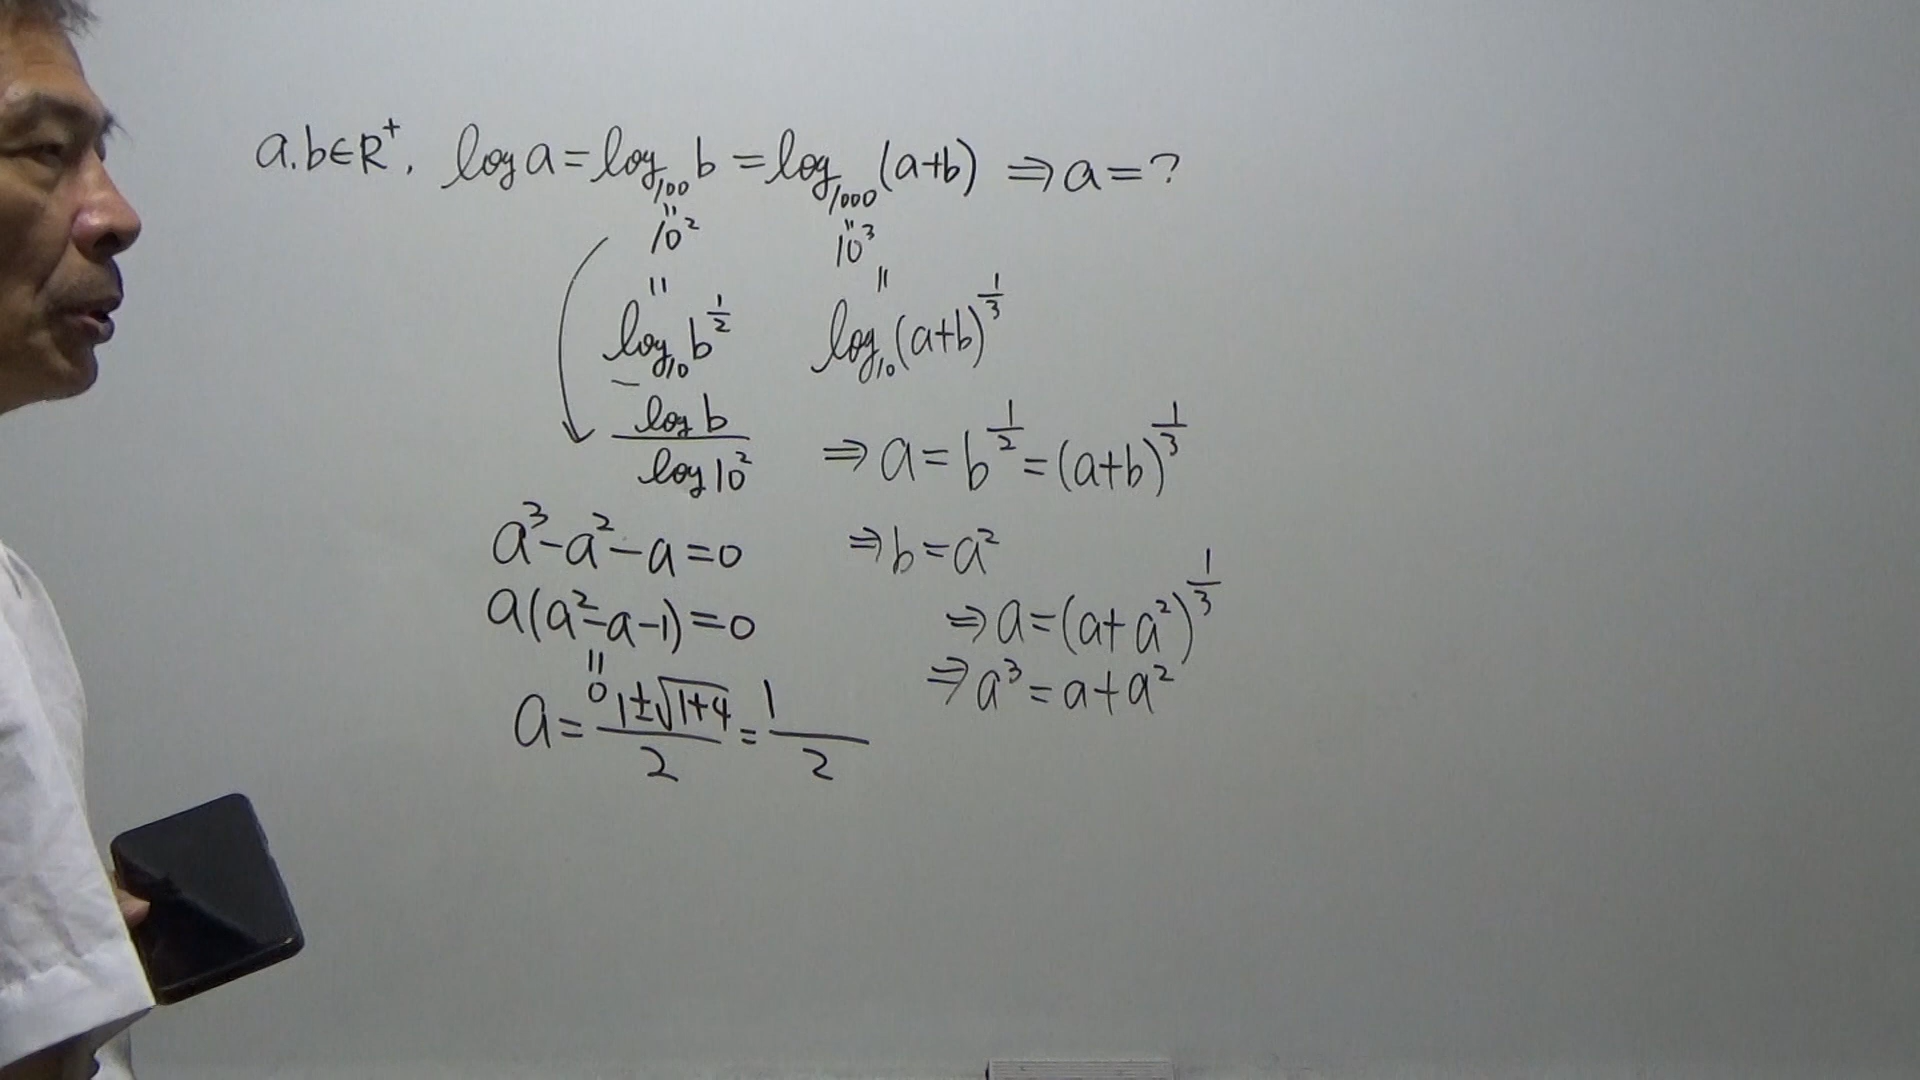 a.b∈R⁺, log a = log₁₀₀ b = log₁₀₀₀ (a+b) ⇒ a = ?
= 10² = 10³
= =
log₁₀ b^(1/2) log₁₀ (a+b)^(1/3)
log b / log 10²
⇒ a = b^(1/2) = (a+b)^(1/3)
⇒ b = a²
⇒ a = (a+a²)^(1/3)
⇒ a³ = a+a²
a³-a²-a=0
a(a²-a-1)=0
= 0
a = (1±√(1+4))/2 = 1 /2